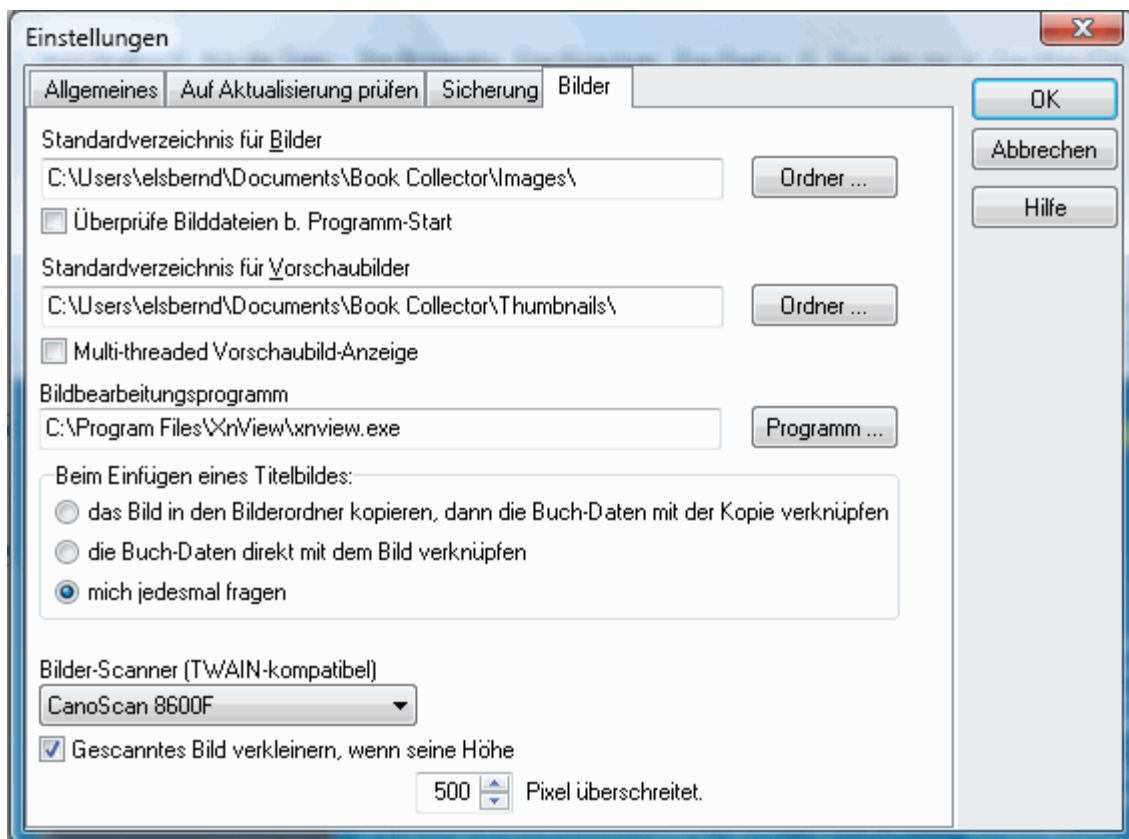 Einstellungen
Allgemeines Auf Aktualisierung prüfen Sicherung Bilder
OK
Abbrechen
Hilfe
Standardverzeichnis für Bilder
C:\Users\elsbernd\Documents\Book Collector\Images\ Ordner ...
Überprüfe Bilddateien b. Programm-Start
Standardverzeichnis für Vorschaubilder
C:\Users\elsbernd\Documents\Book Collector\Thumbnails\ Ordner ...
Multi-threaded Vorschaubild-Anzeige
Bildbearbeitungsprogramm
C:\Program Files\XnView\xnview.exe Programm ...
Beim Einfügen eines Titelbildes:
das Bild in den Bilderordner kopieren, dann die Buch-Daten mit der Kopie verknüpfen
die Buch-Daten direkt mit dem Bild verknüpfen
mich jedesmal fragen
Bilder-Scanner (TWAIN-kompatibel)
CanoScan 8600F
Gescanntes Bild verkleinern, wenn seine Höhe
500 Pixel überschreitet.